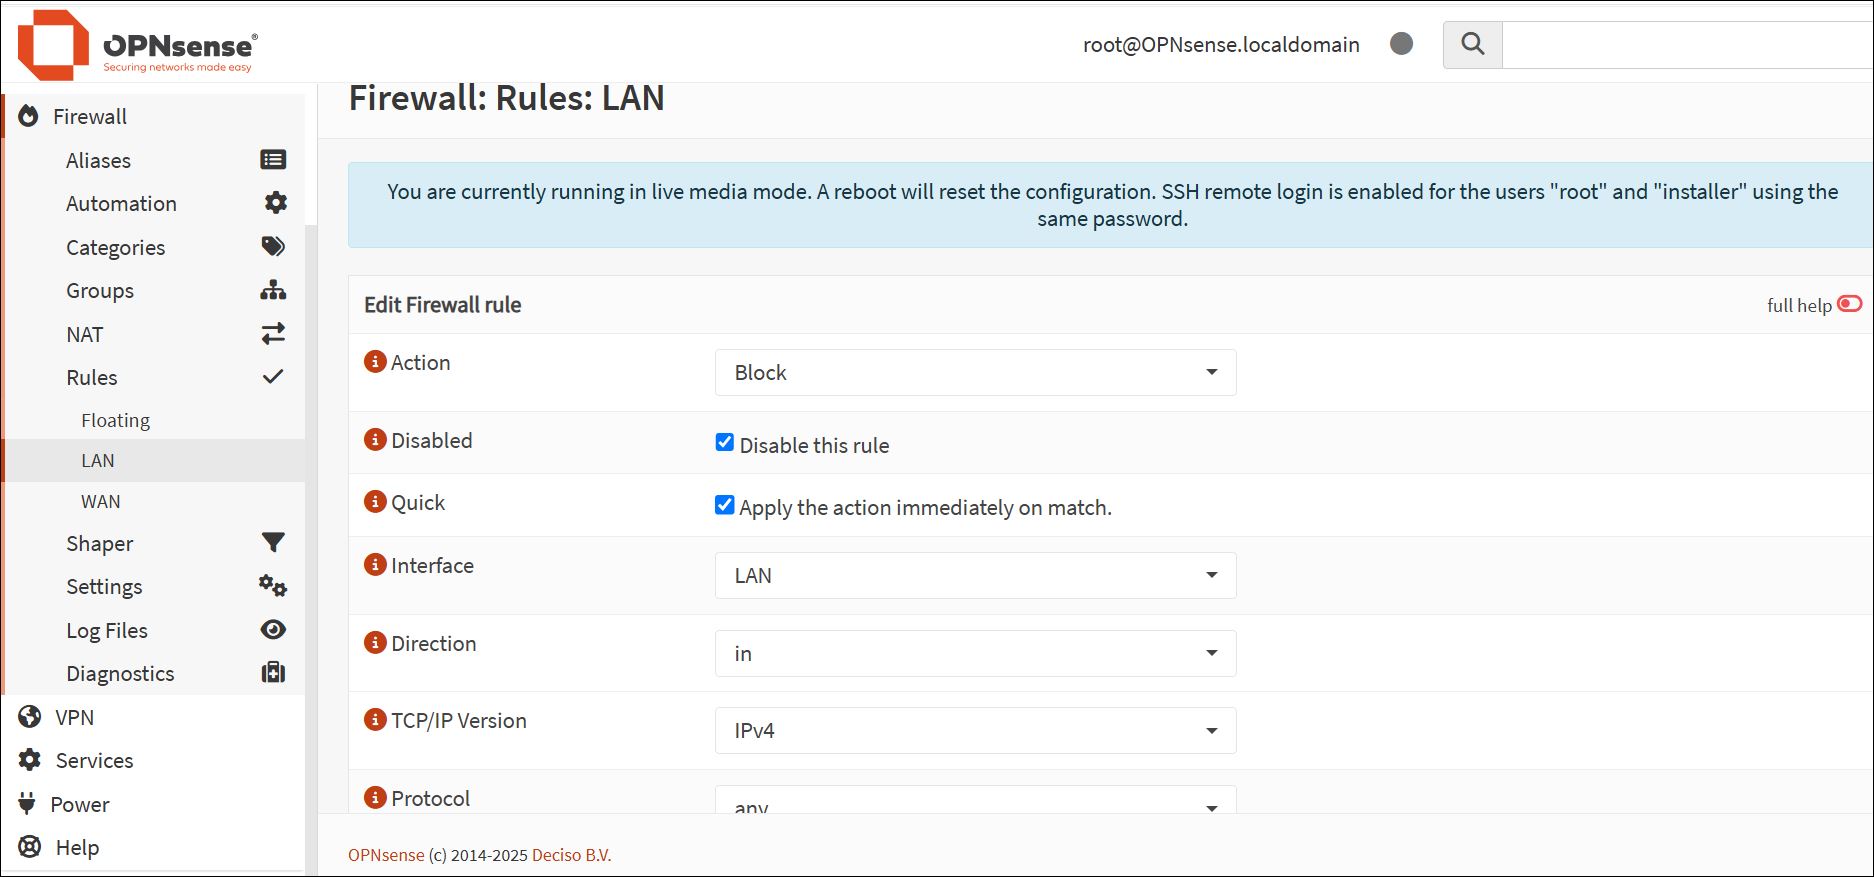 OPNsense®
Securing networks made easy
root@OPNsense.localdomain
Firewall
Aliases
Automation
Categories
Groups
NAT
Rules
Floating
LAN
WAN
Shaper
Settings
Log Files
Diagnostics
VPN
Services
Power
Help
Firewall: Rules: LAN
You are currently running in live media mode. A reboot will reset the configuration. SSH remote login is enabled for the users "root" and "installer" using the
same password.
Edit Firewall rule
full help
Action
Block
Disabled
Disable this rule
Quick
Apply the action immediately on match.
Interface
LAN
Direction
in
TCP/IP Version
IPv4
Protocol
any
OPNsense (c) 2014-2025 Deciso B.V.